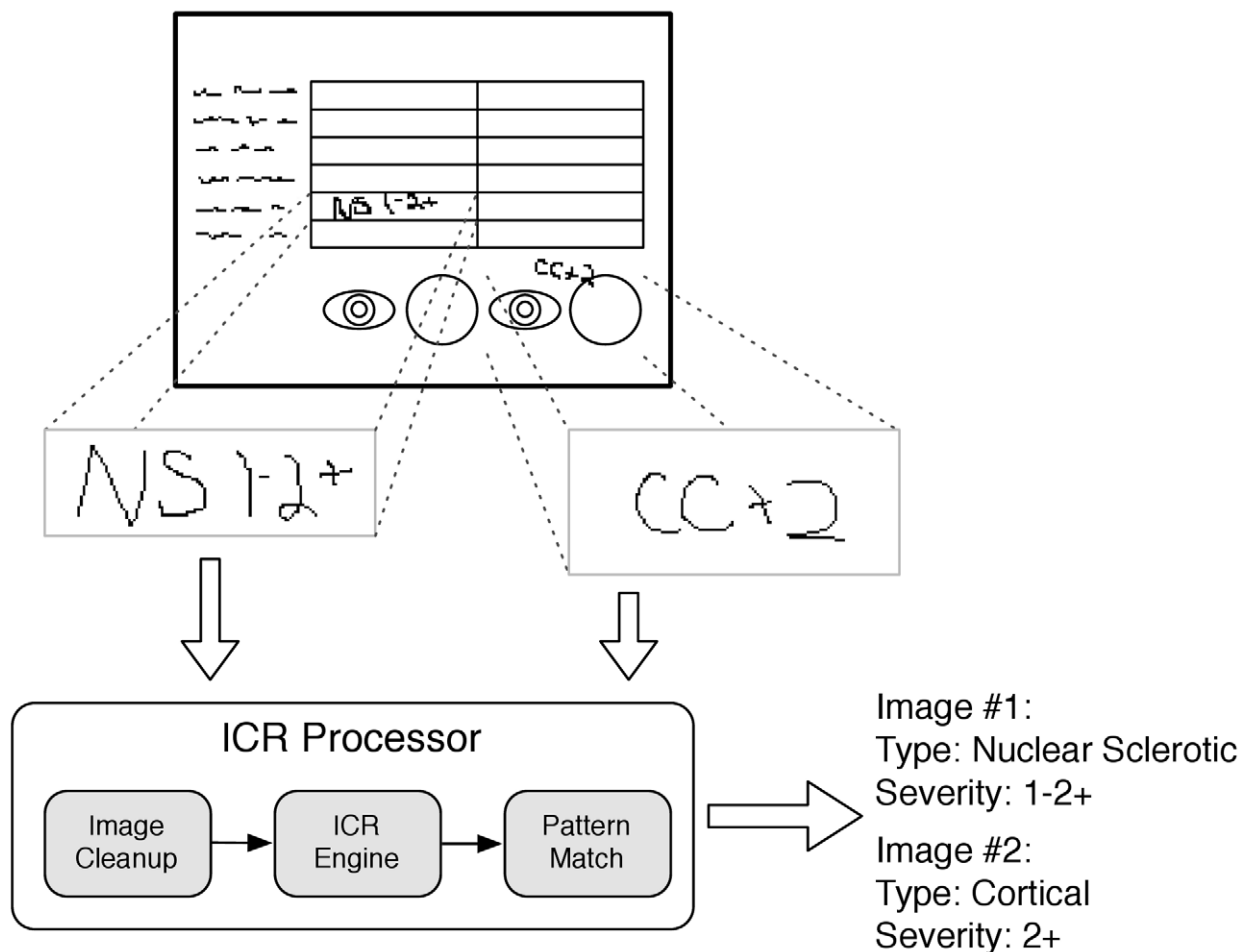 NS 1-2+
CC+2
NS 1-2+
CC+2
ICR Processor
Image
Cleanup
ICR
Engine
Pattern
Match
Image #1:
Type: Nuclear Sclerotic
Severity: 1-2+
Image #2:
Type: Cortical
Severity: 2+